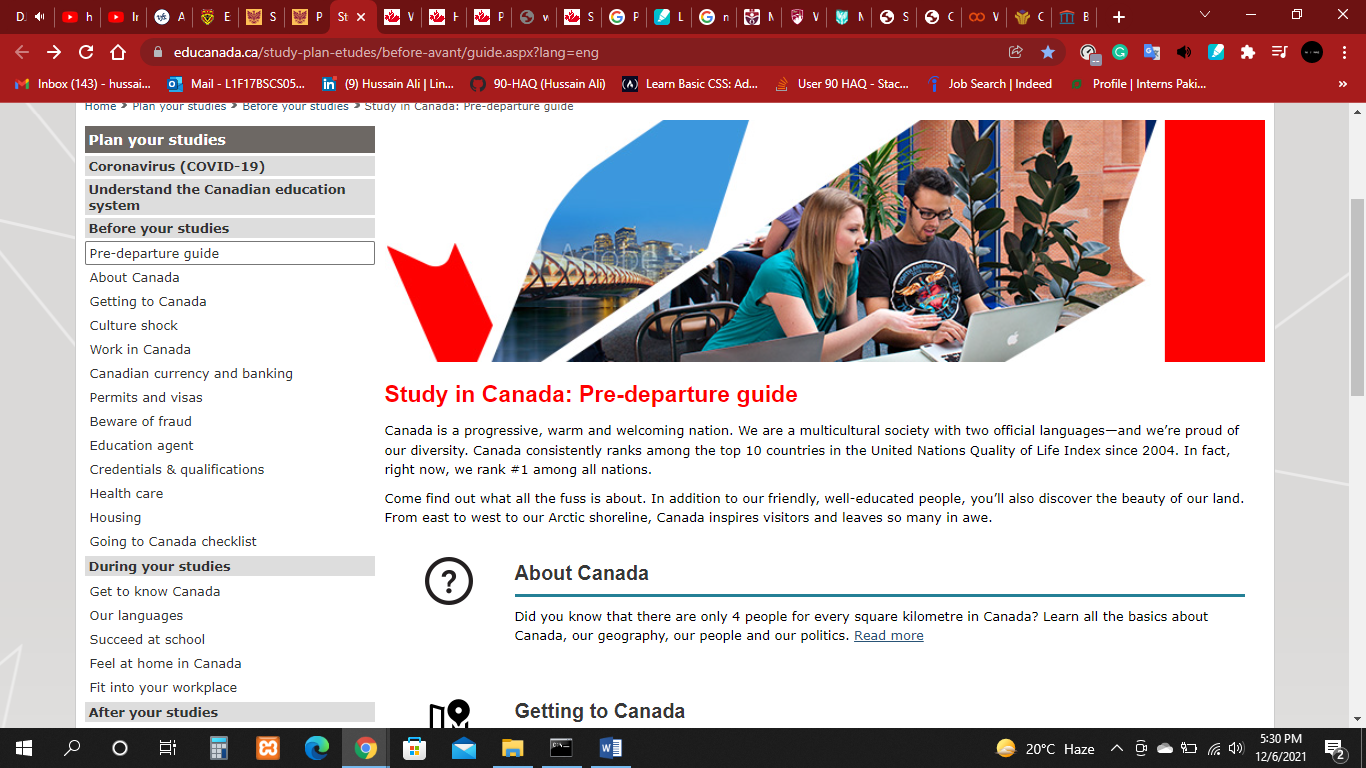 educanada.ca/study-plan-etudes/before-avant/guide.aspx?lang=eng
Inbox (143) - hussai...
Mail - L1F17BSCS05...
(9) Hussain Ali | Lin...
90-HAQ (Hussain Ali)
Learn Basic CSS: Ad...
User 90 HAQ - Stac...
Job Search | Indeed
Profile | Interns Paki...
»
Home Plan your studies Before your studies Study in Canada: Pre-departure guide
Plan your studies
Coronavirus (COVID-19)
Understand the Canadian education
system
Before your studies
Pre-departure guide
About Canada
Getting to Canada
Culture shock
Work in Canada
Canadian currency and banking
Permits and visas
Beware of fraud
Education agent
Credentials & qualifications
Health care
Housing
Going to Canada checklist
During your studies
Get to know Canada
Our languages
Succeed at school
Feel at home in Canada
Fit into your workplace
After your studies
Study in Canada: Pre-departure guide
Canada is a progressive, warm and welcoming nation. We are a multicultural society with two official languages—and we're proud of
our diversity. Canada consistently ranks among the top 10 countries in the United Nations Quality of Life Index since 2004. In fact,
right now, we rank #1 among all nations.
Come find out what all the fuss is about. In addition to our friendly, well-educated people, you'll also discover the beauty of our land.
From east to west to our Arctic shoreline, Canada inspires visitors and leaves so many in awe.
About Canada
Did you know that there are only 4 people for every square kilometre in Canada? Learn all the basics about
Canada, our geography, our people and our politics. Read more
Getting to Canada
20°C Haze
5:30 PM
12/6/2021
2